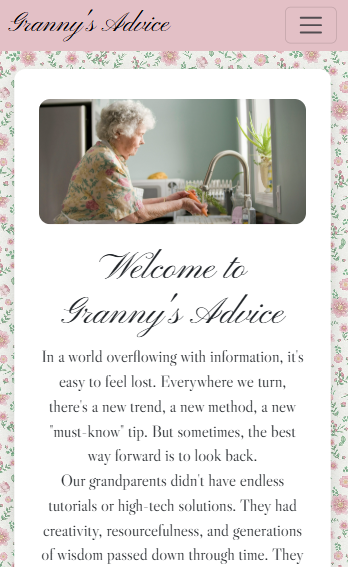 Granny's Advice
Welcome to
Granny's Advice
In a world overflowing with information, it's
easy to feel lost. Everywhere we turn,
there's a new trend, a new method, a new
"must-know" tip. But sometimes, the best
way forward is to look back.
Our grandparents didn't have endless
tutorials or high-tech solutions. They had
creativity, resourcefulness, and generations
of wisdom passed down through time. They